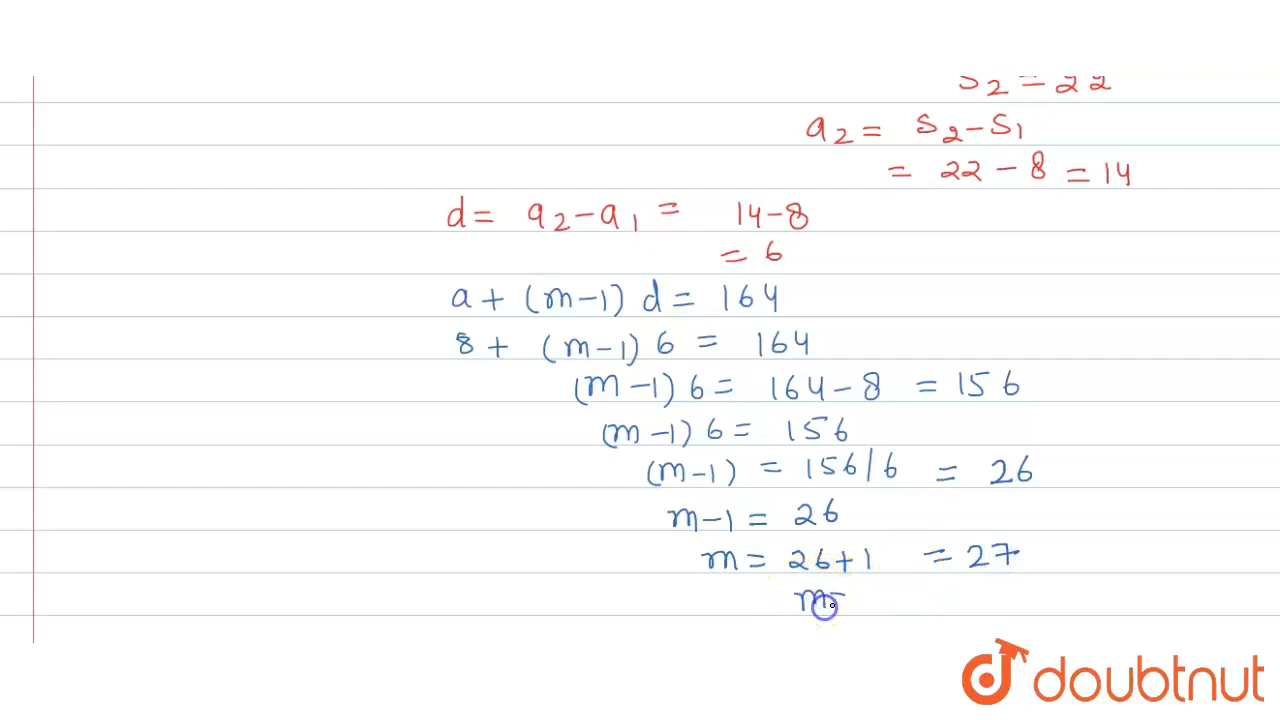 S2 = 22
a2 = S2 - S1
= 22 - 8 = 14
d = a2 - a1 = 14 - 8
= 6
a + (m-1) d = 164
8 + (m-1) 6 = 164
(m-1) 6 = 164 - 8 = 156
(m-1) 6 = 156
(m-1) = 156/6 = 26
m-1 = 26
m = 26+1 = 27
m=
doubtnut